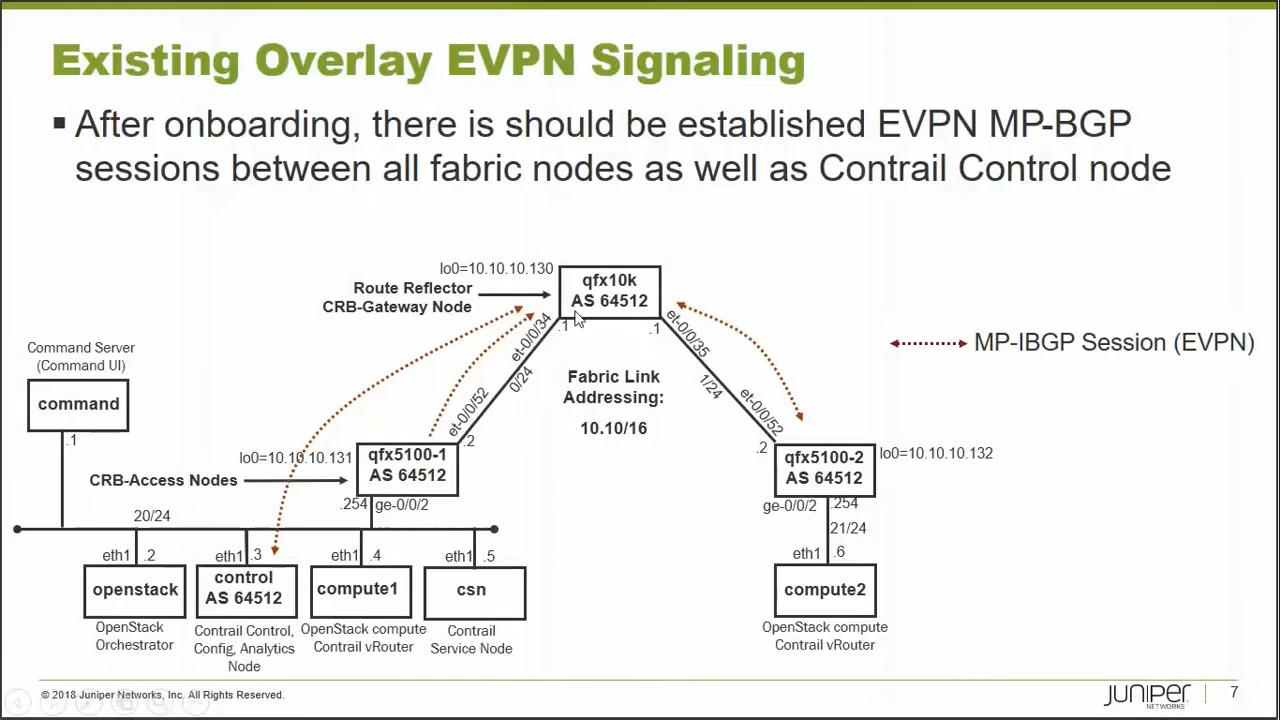 Existing Overlay EVPN Signaling
▪ After onboarding, there is should be established EVPN MP-BGP
sessions between all fabric nodes as well as Contrail Control node
lo0=10.10.10.130
qfx10k
AS 64512
Route Reflector
CRB-Gateway Node
.1
.1
et-0/0/34
et-0/0/35
MP-IBGP Session (EVPN)
Command Server
(Command UI)
command
.1
Fabric Link
Addressing:
10.10/16
0/24
1/24
et-0/0/52
et-0/0/52
.2
.2
lo0=10.10.10.131
qfx5100-1
AS 64512
CRB-Access Nodes
qfx5100-2
AS 64512
lo0=10.10.10.132
.254
ge-0/0/2
ge-0/0/2
.254
20/24
21/24
eth1
.2
eth1
.3
eth1
.4
eth1
.5
eth1
.6
openstack
control
AS 64512
compute1
csn
compute2
OpenStack
Orchestrator
Contrail Control,
Config, Analytics
Node
OpenStack compute
Contrail vRouter
Contrail
Service Node
OpenStack compute
Contrail vRouter
© 2018 Juniper Networks, Inc. All Rights Reserved.
JUNIPER
NETWORKS
7